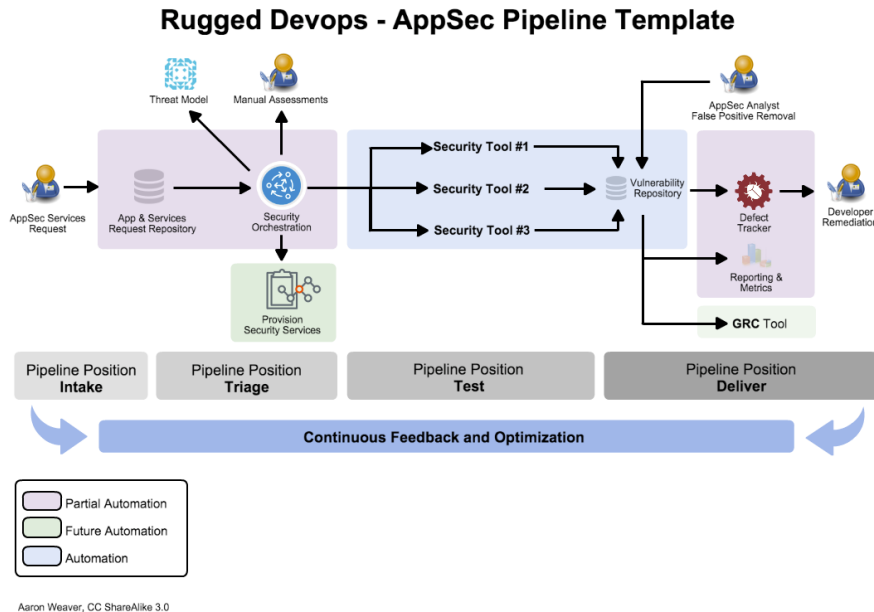 Rugged Devops - AppSec Pipeline Template
Threat Model
Manual Assessments
AppSec Analyst
False Positive Removal
AppSec Services
Request
App & Services
Request Repository
Security
Orchestration
Security Tool #1
Security Tool #2
Security Tool #3
Vulnerability
Repository
Defect
Tracker
Developer
Remediation
Reporting &
Metrics
Provision
Security Services
GRC Tool
Pipeline Position
Intake
Pipeline Position
Triage
Pipeline Position
Test
Pipeline Position
Deliver
Continuous Feedback and Optimization
Partial Automation
Future Automation
Automation
Aaron Weaver, CC ShareAlike 3.0